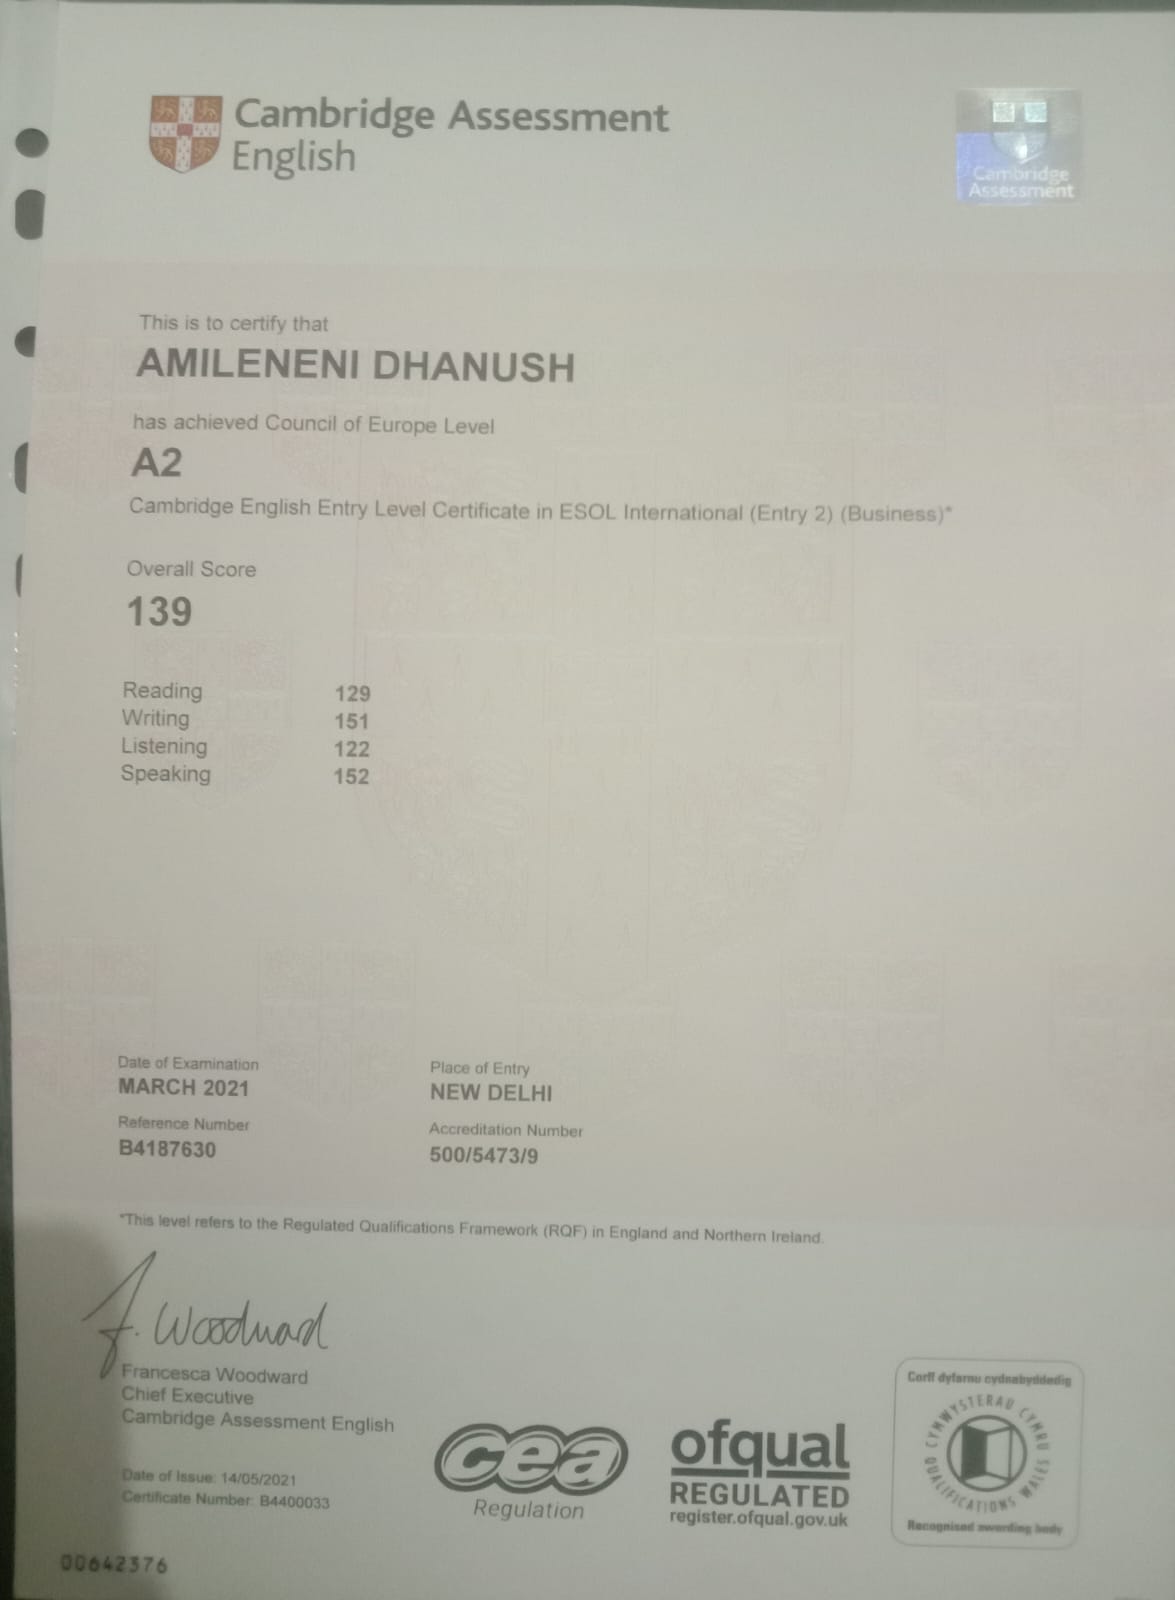 Cambridge Assessment
English
Cambridge
Assessment
This is to certify that
AMILENENI DHANUSH
has achieved Council of Europe Level
A2
Cambridge English Entry Level Certificate in ESOL International (Entry 2) (Business)*
Overall Score
139
Reading 129
Writing 151
Listening 122
Speaking 152
Date of Examination
MARCH 2021
Place of Entry
NEW DELHI
Reference Number
B4187630
Accreditation Number
500/5473/9
*This level refers to the Regulated Qualifications Framework (RQF) in England and Northern Ireland.
F. Woodward
Francesca Woodward
Chief Executive
Cambridge Assessment English
Date of Issue: 14/05/2021
Certificate Number: B4400033
00642376
cea
Regulation
ofqual
REGULATED
register.ofqual.gov.uk
Corff dyfarnu cydnabyddedig
CYMWYSTERAU CYMRU
QUALIFICATIONS WALES
Recognised awarding body